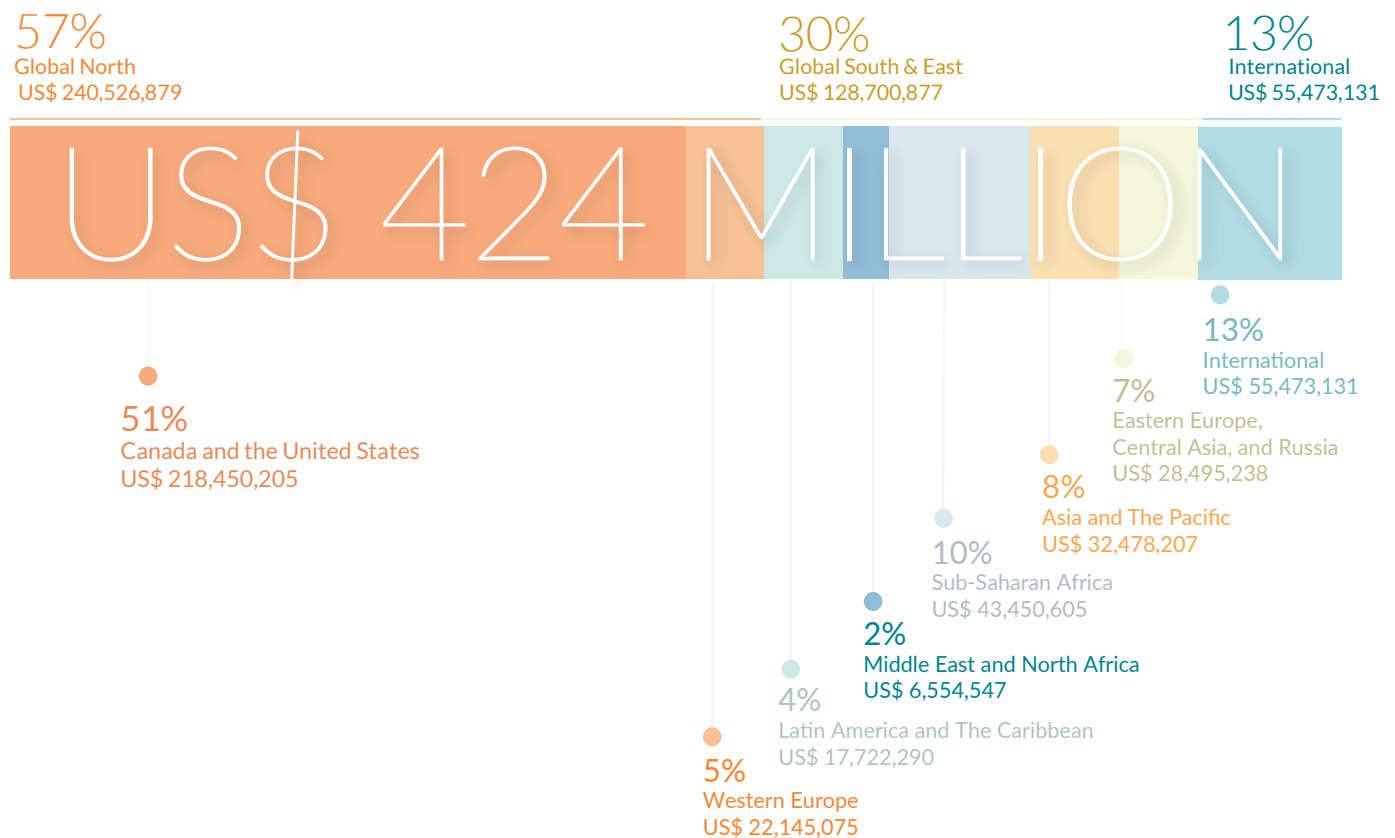 57%
Global North
US$ 240,526,879
30%
Global South & East
US$ 128,700,877
13%
International
US$ 55,473,131
US$ 424 MILLION
51%
Canada and the United States
US$ 218,450,205
5%
Western Europe
US$ 22,145,075
4%
Latin America and The Caribbean
US$ 17,722,290
2%
Middle East and North Africa
US$ 6,554,547
10%
Sub-Saharan Africa
US$ 43,450,605
8%
Asia and The Pacific
US$ 32,478,207
7%
Eastern Europe,
Central Asia, and Russia
US$ 28,495,238
13%
International
US$ 55,473,131